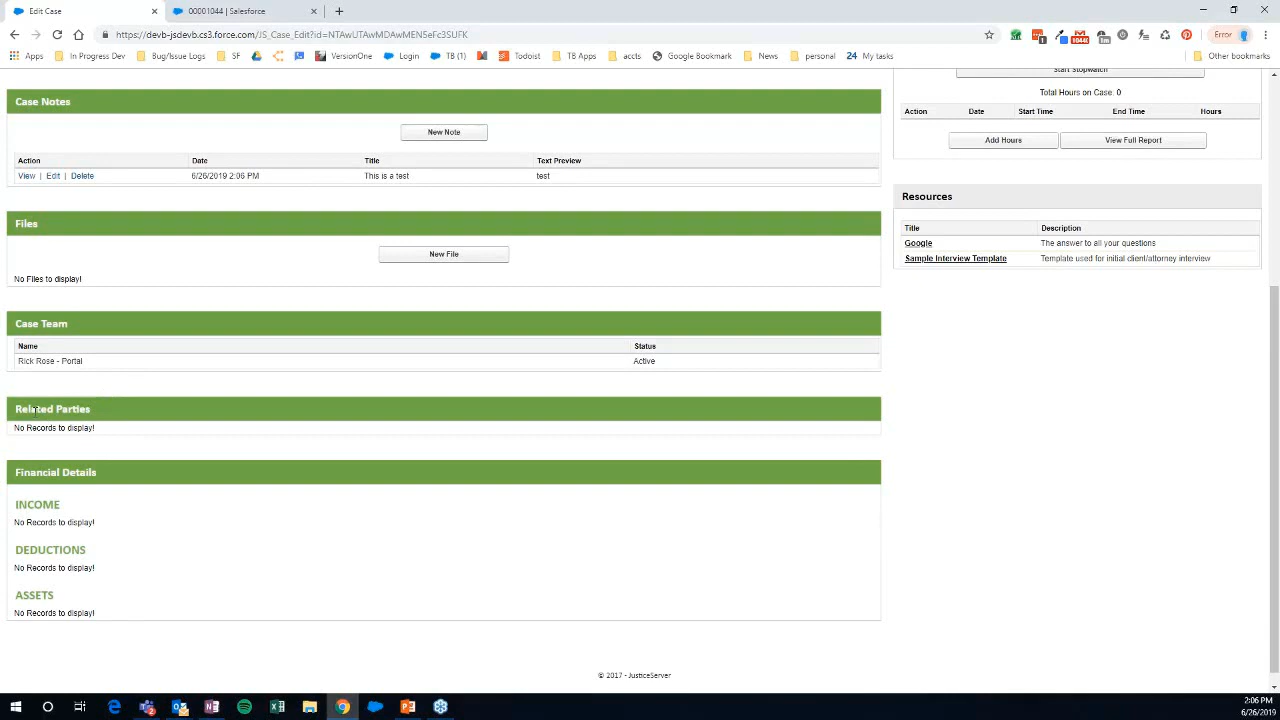 Edit Case
00001044 | Salesforce
https://devb-jsdevb.cs3.force.com/JS_Case_Edit?id=NTAwUTAwMDAwMEN5eFc3SUFK
Error
Apps
In Progress Dev
Bug/Issue Logs
SF
VersionOne
Login
TB (1)
Todoist
TB Apps
accts
Google Bookmark
News
personal
24 My tasks
Other bookmarks
Start Stopwatch
Total Hours on Case: 0
Action Date Start Time End Time Hours
Add Hours View Full Report
Case Notes
New Note
Action Date Title Text Preview
View | Edit | Delete 6/26/2019 2:06 PM This is a test test
Files
New File
No Files to display!
Case Team
Name Status
Rick Rose - Portal Active
Related Parties
No Records to display!
Financial Details
INCOME
No Records to display!
DEDUCTIONS
No Records to display!
ASSETS
No Records to display!
Resources
Title Description
Google The answer to all your questions
Sample Interview Template Template used for initial client/attorney interview
© 2017 - JusticeServer
2:06 PM
6/26/2019